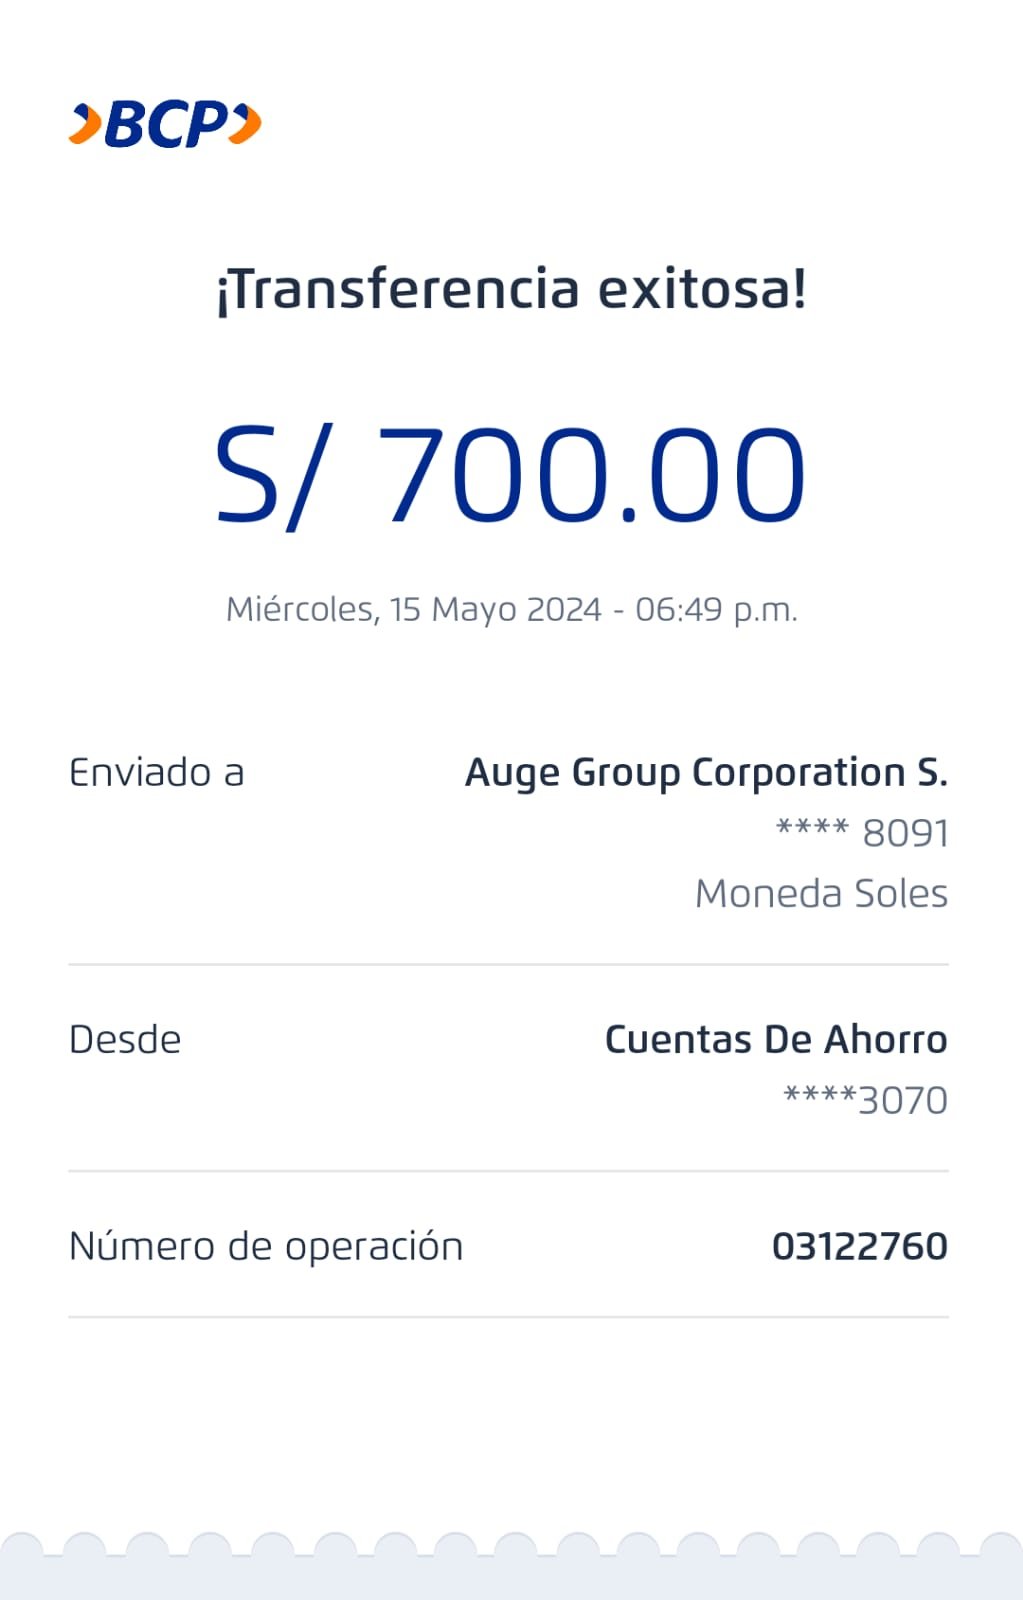 BCP
¡Transferencia exitosa!
S/ 700.00
Miércoles, 15 Mayo 2024 - 06:49 p.m.
Enviado a Auge Group Corporation S.
**** 8091
Moneda Soles
Desde Cuentas De Ahorro
****3070
Número de operación 03122760